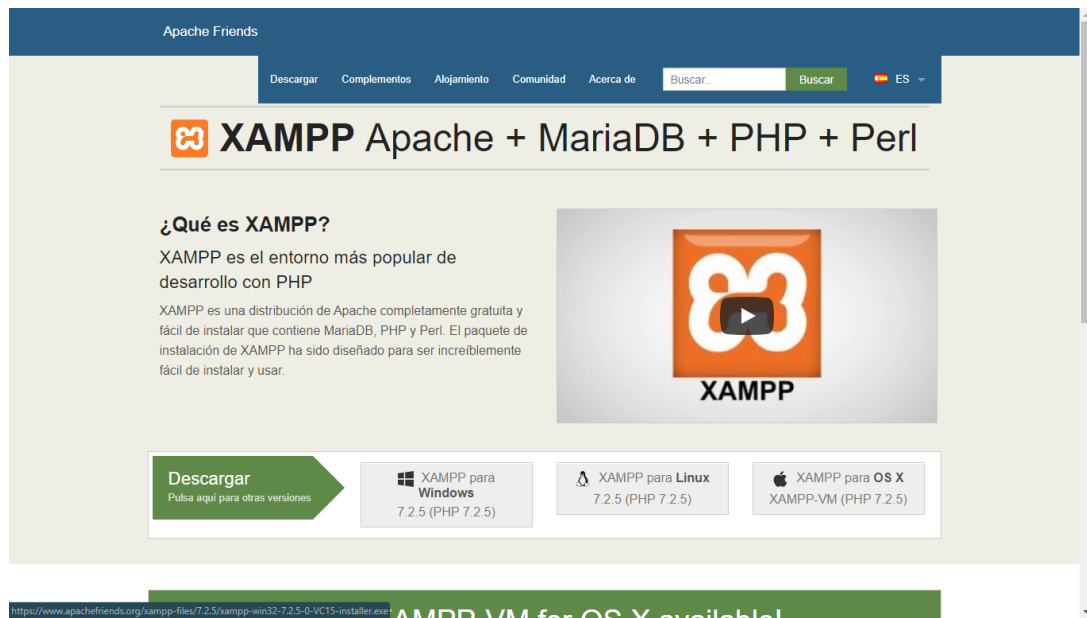 Apache Friends
Descargar Complementos Alojamiento Comunidad Acerca de Buscar.. Buscar ES
XAMPP Apache + MariaDB + PHP + Perl
¿Qué es XAMPP?
XAMPP es el entorno más popular de
desarrollo con PHP
XAMPP es una distribución de Apache completamente gratuita y
fácil de instalar que contiene MariaDB, PHP y Perl. El paquete de
instalación de XAMPP ha sido diseñado para ser increíblemente
fácil de instalar y usar.
XAMPP
Descargar
Pulsa aquí para otras versiones
XAMPP para
Windows
7.2.5 (PHP 7.2.5)
XAMPP para Linux
7.2.5 (PHP 7.2.5)
XAMPP para OS X
XAMPP-VM (PHP 7.2.5)
XAMPP-VM for OS X available!
https://www.apachefriends.org/xampp-files/7.2.5/xampp-win32-7.2.5-0-VC15-installer.exe